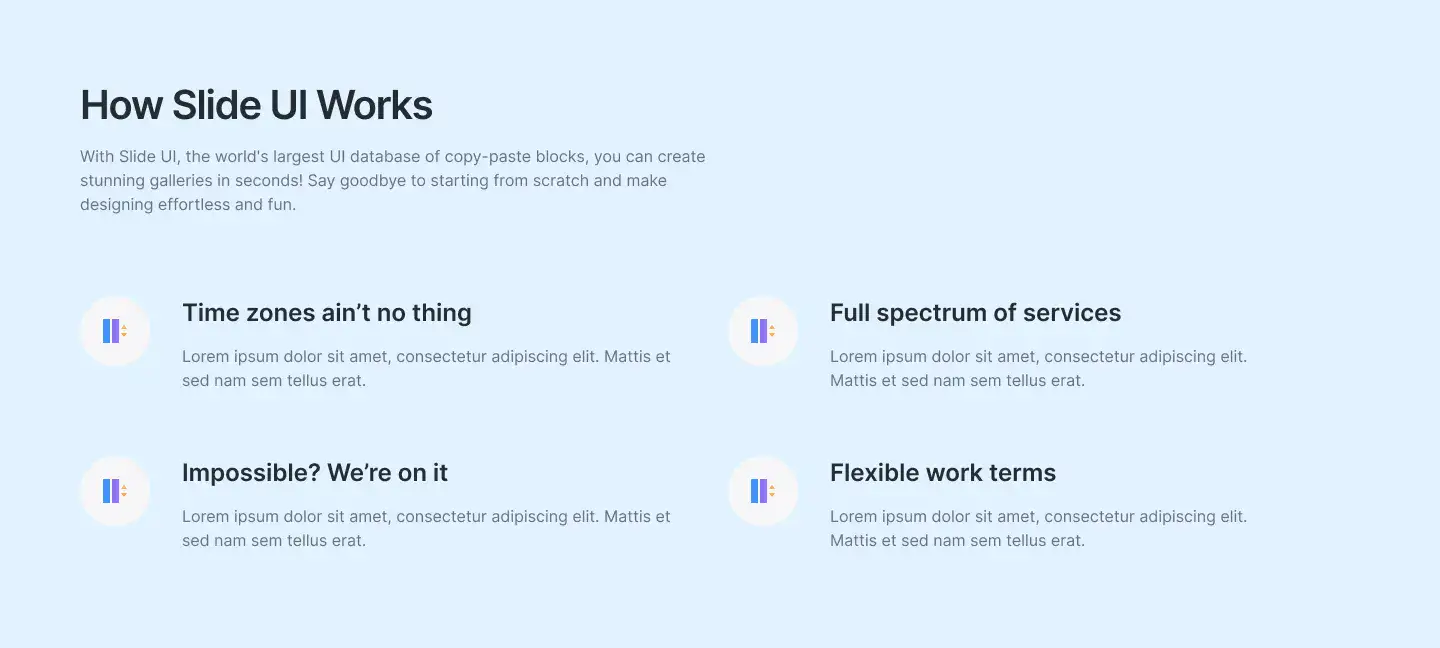 How Slide UI Works
With Slide UI, the world's largest UI database of copy-paste blocks, you can create
stunning galleries in seconds! Say goodbye to starting from scratch and make
designing effortless and fun.
Time zones ain’t no thing
Lorem ipsum dolor sit amet, consectetur adipiscing elit. Mattis et
sed nam sem tellus erat.
Full spectrum of services
Lorem ipsum dolor sit amet, consectetur adipiscing elit.
Mattis et sed nam sem tellus erat.
Impossible? We’re on it
Lorem ipsum dolor sit amet, consectetur adipiscing elit. Mattis et
sed nam sem tellus erat.
Flexible work terms
Lorem ipsum dolor sit amet, consectetur adipiscing elit.
Mattis et sed nam sem tellus erat.